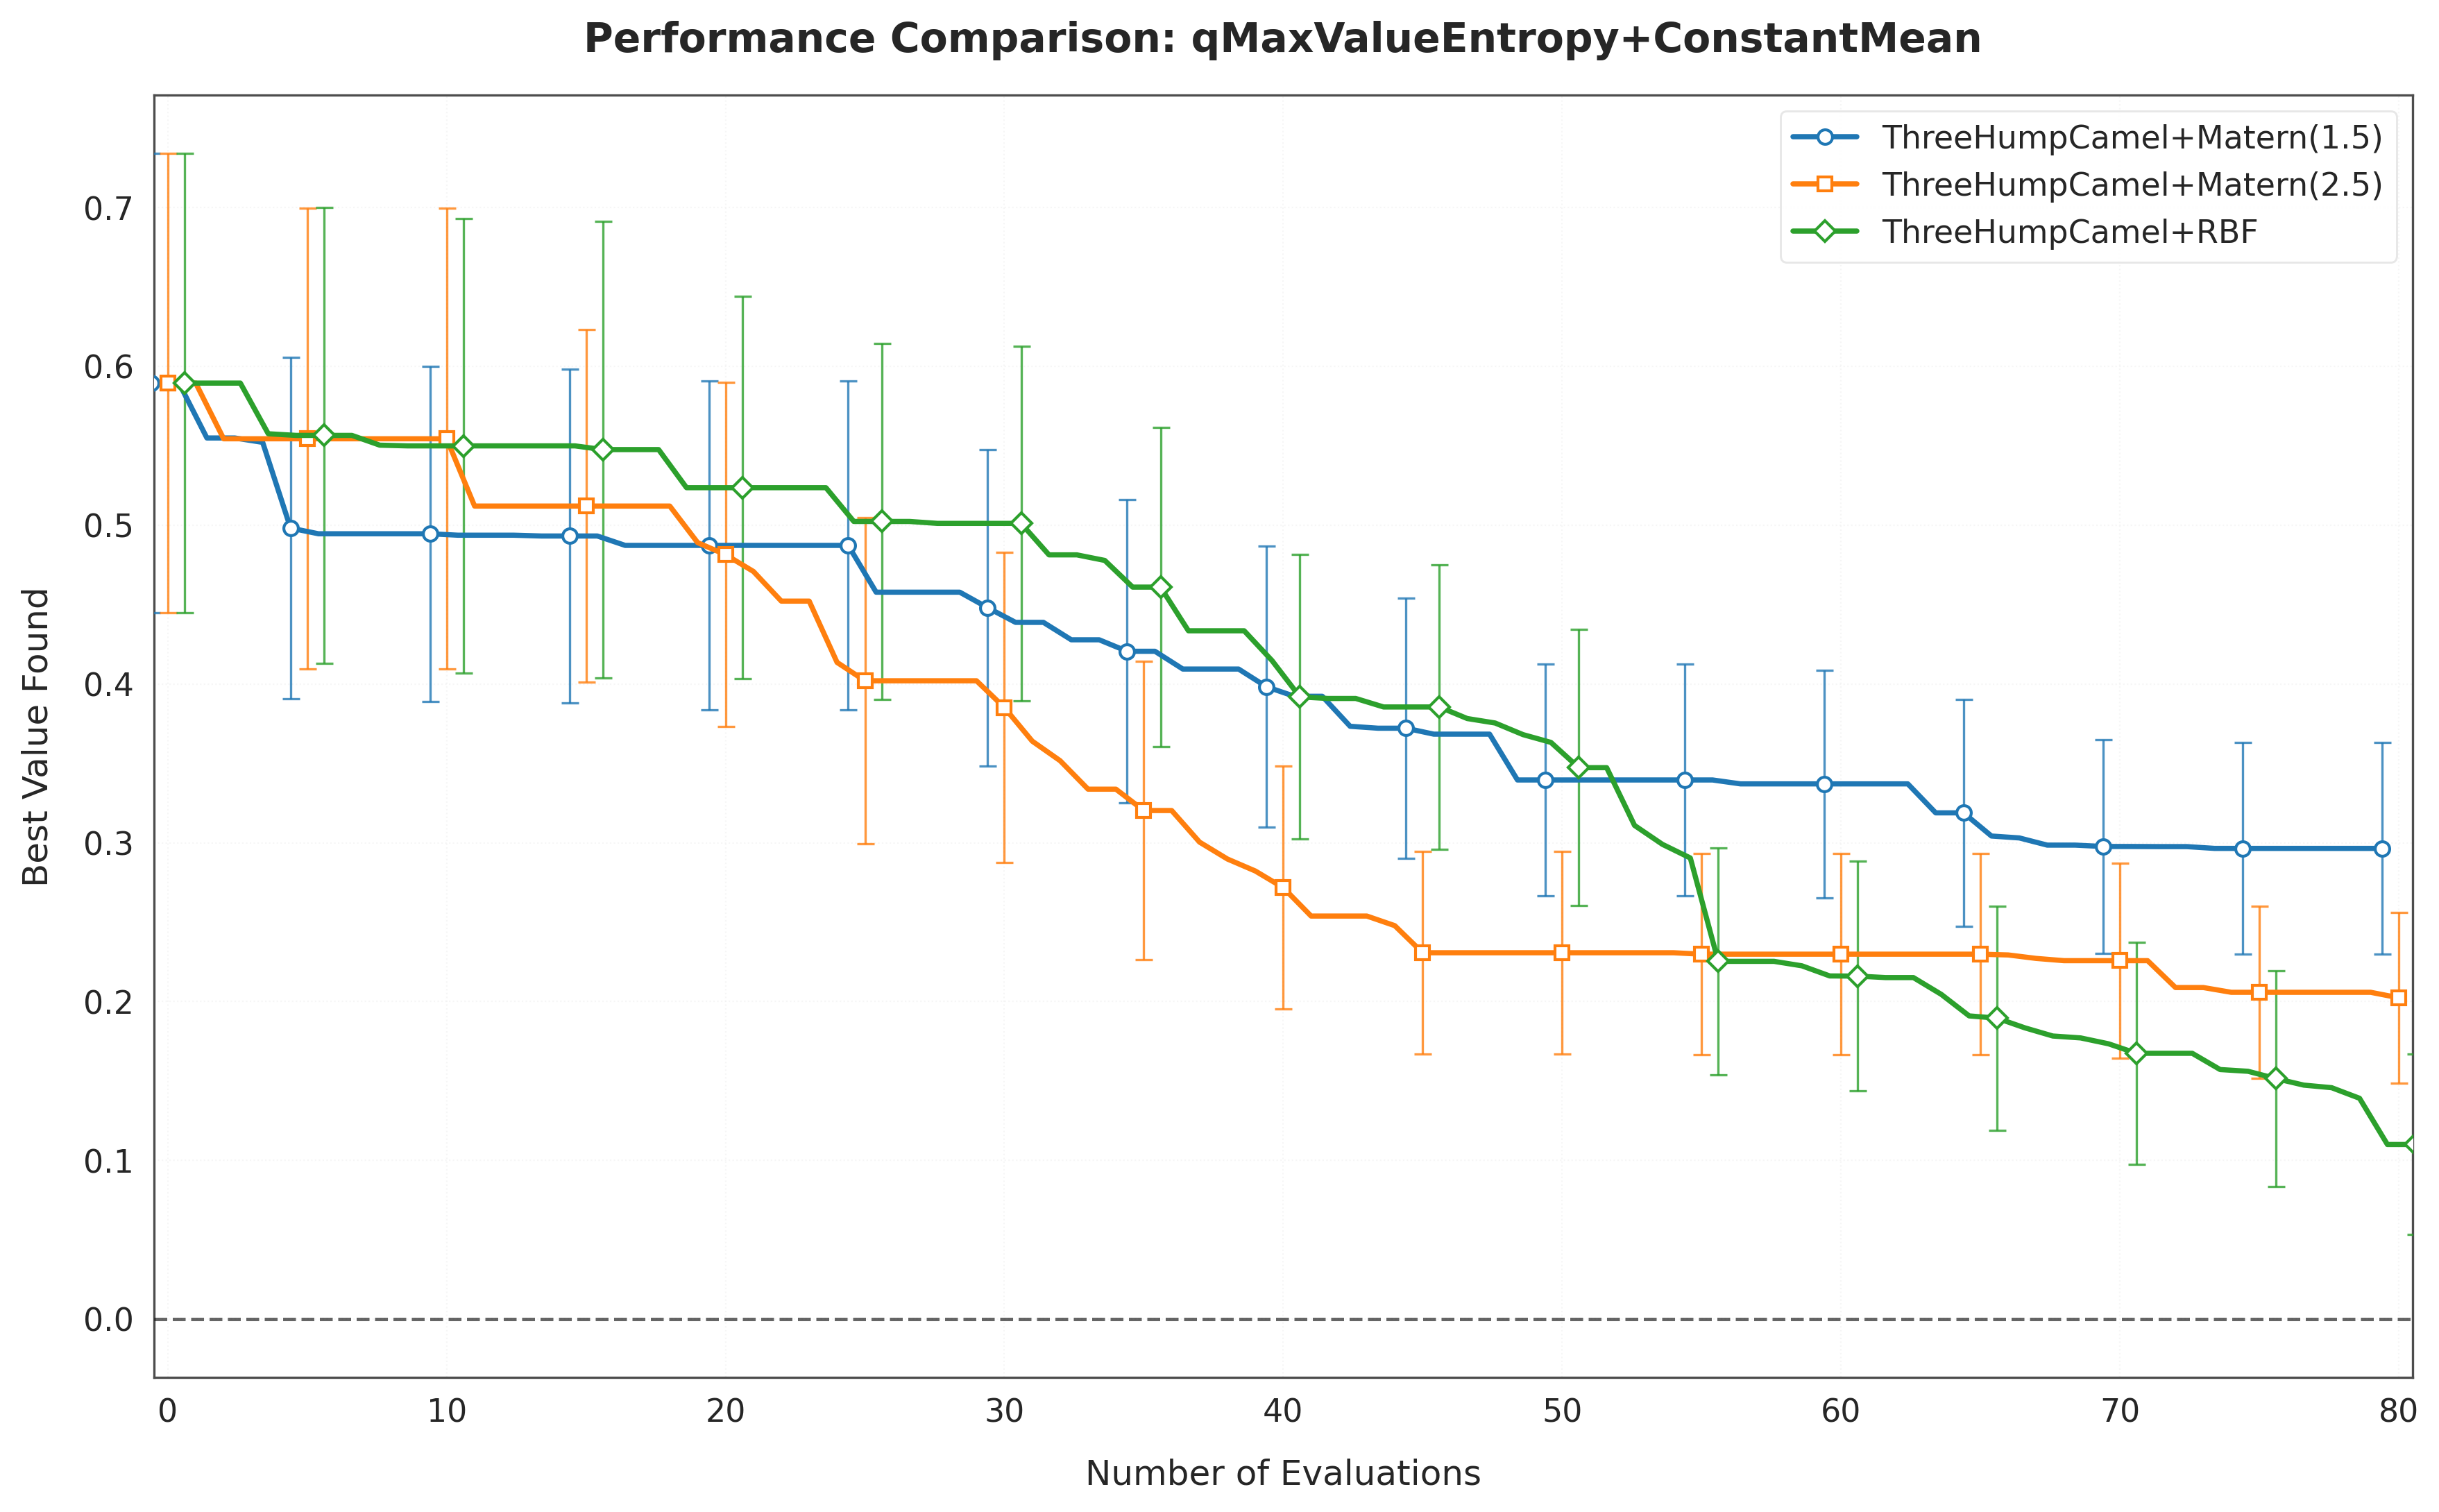 Performance Comparison: qMaxValueEntropy+ConstantMean
ThreeHumpCamel+Matern(1.5)
ThreeHumpCamel+Matern(2.5)
ThreeHumpCamel+RBF
Best Value Found
0.7
0.6
0.5
0.4
0.3
0.2
0.1
0.0
0 10 20 30 40 50 60 70 80
Number of Evaluations